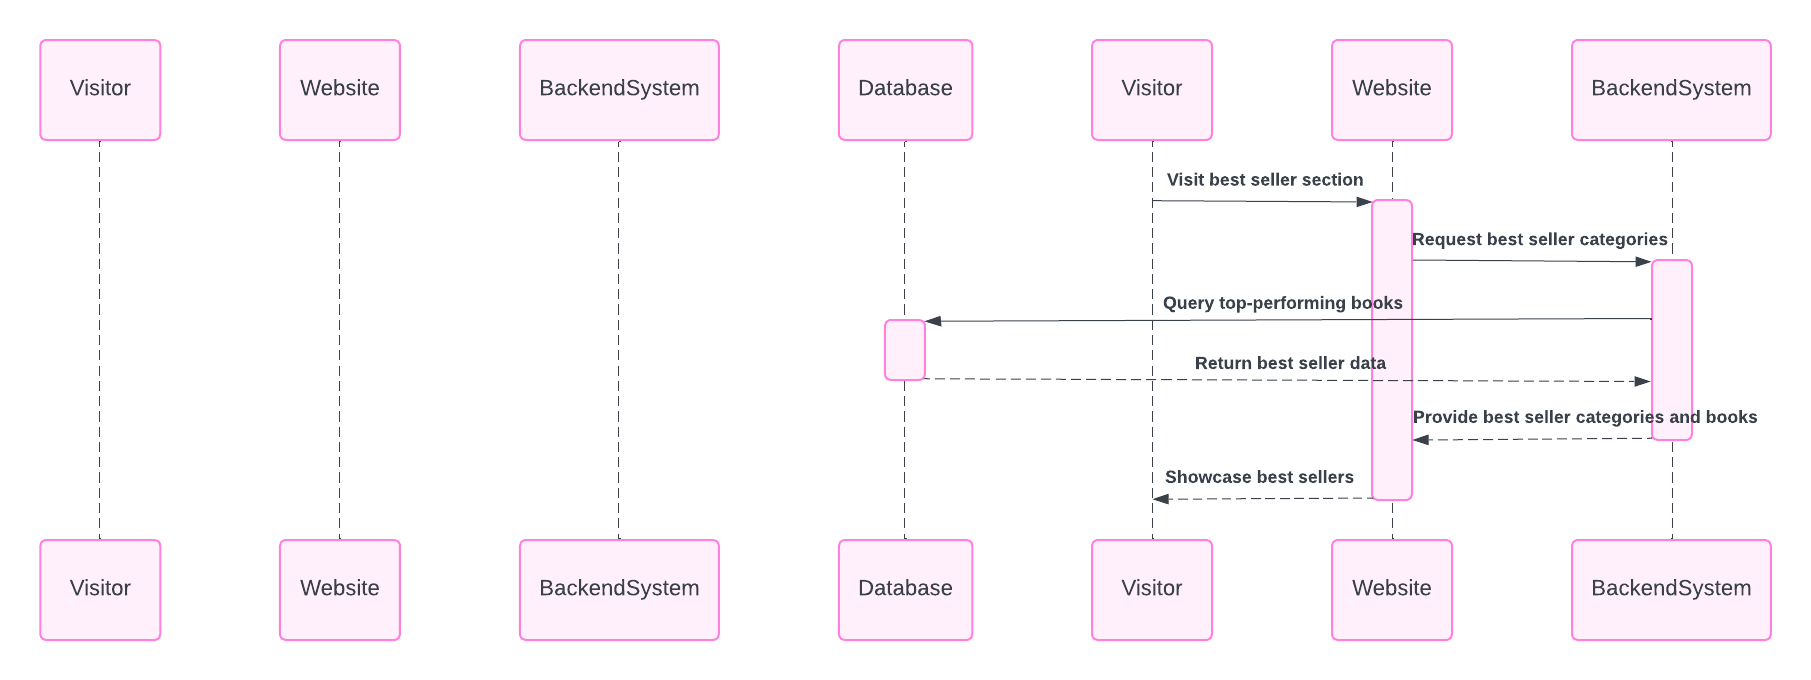 Visitor
Website
BackendSystem
Database
Visitor
Website
BackendSystem
Visit best seller section
Request best seller categories
Query top-performing books
Return best seller data
Provide best seller categories and books
Showcase best sellers
Visitor
Website
BackendSystem
Database
Visitor
Website
BackendSystem